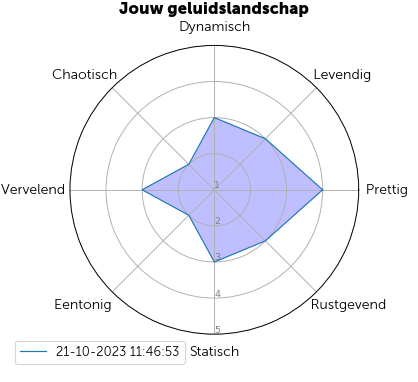 Jouw geluidslandschap
Dynamisch
Chaotisch
Levendig
Vervelend
Prettig
1
2
3
4
5
Eentonig
Rustgevend
Statisch
21-10-2023 11:46:53